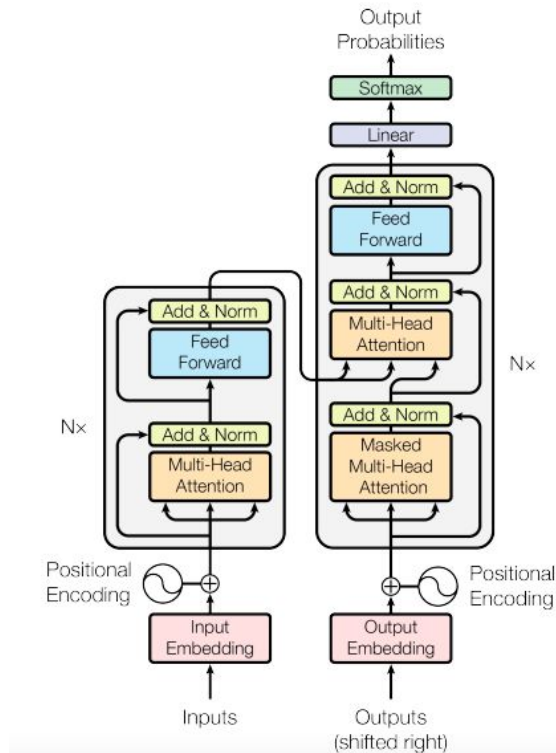 Output
Probabilities
Softmax
Linear
Add & Norm
Feed
Forward
Add & Norm
Multi-Head
Attention
Add & Norm
Masked
Multi-Head
Attention
Nx
Add & Norm
Feed
Forward
Add & Norm
Multi-Head
Attention
Nx
Positional
Encoding
Input
Embedding
Inputs
Positional
Encoding
Output
Embedding
Outputs
(shifted right)